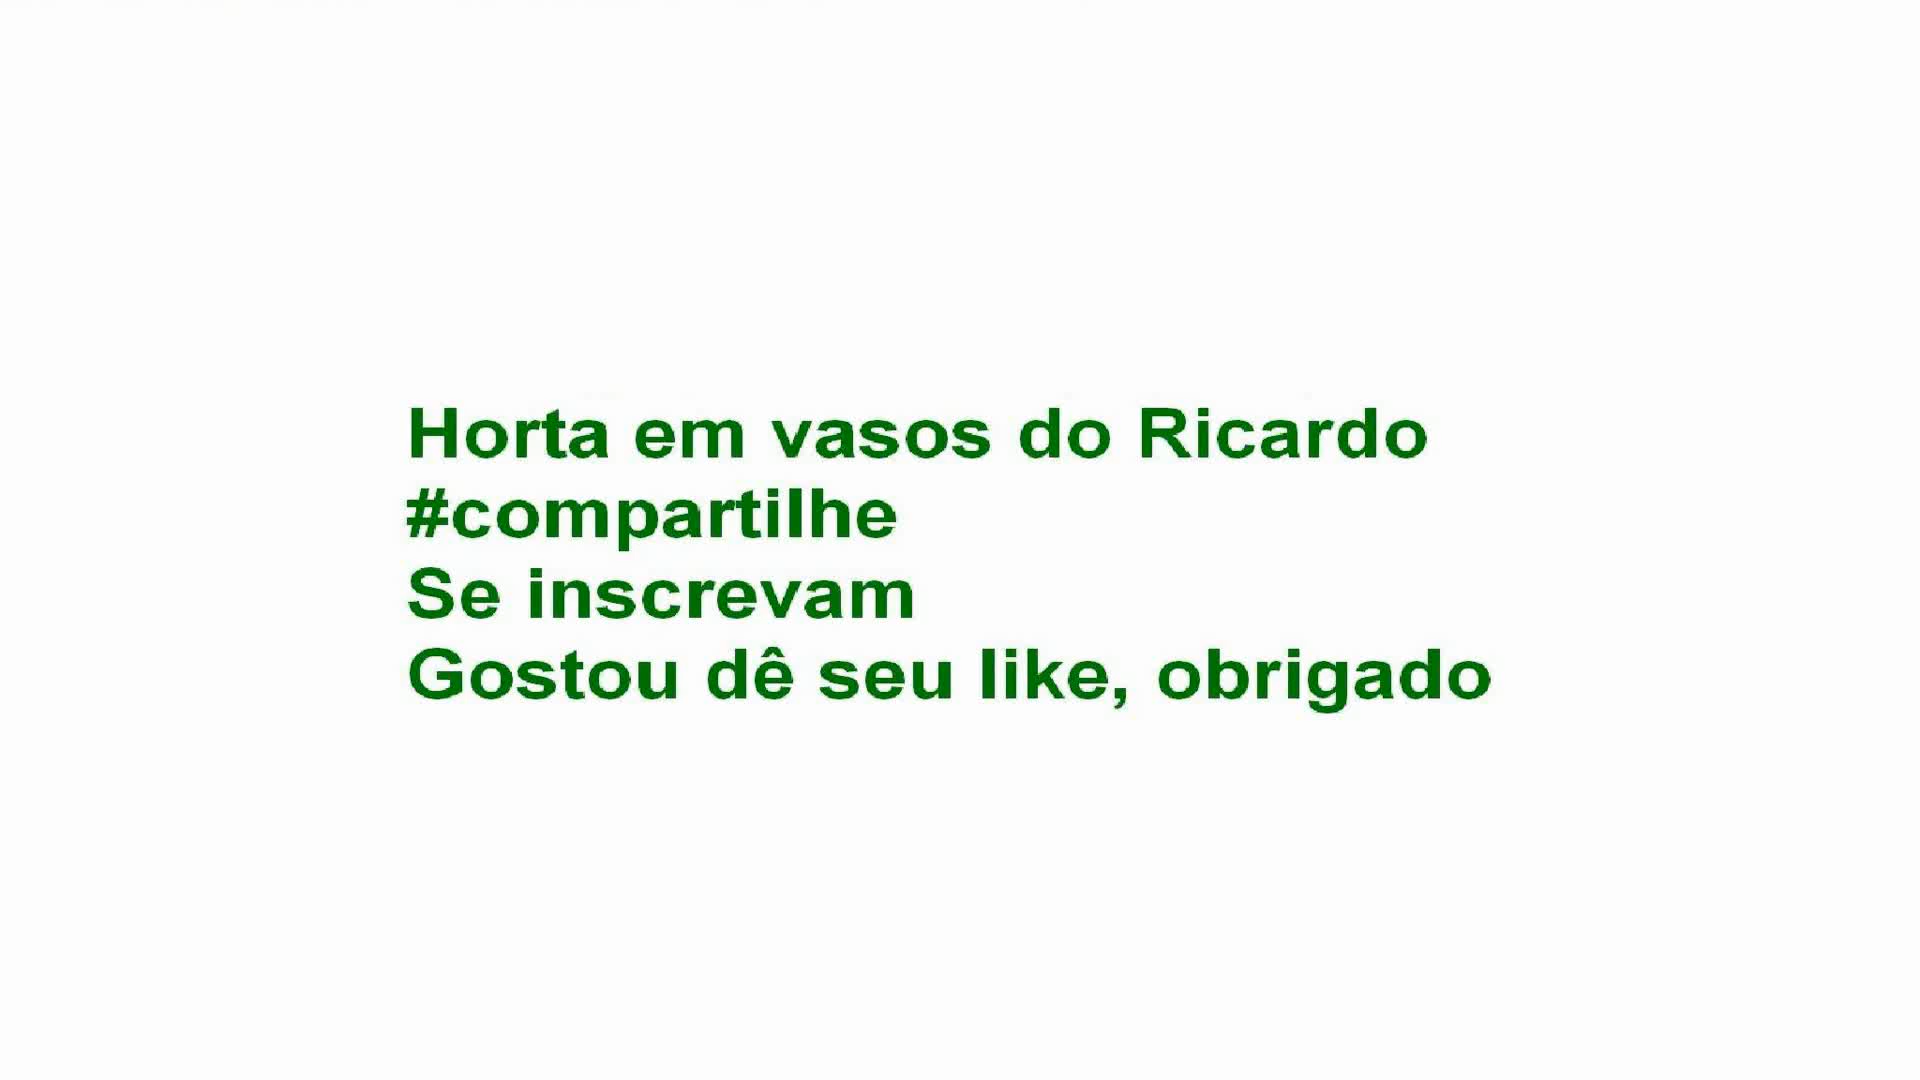 Horta em vasos do Ricardo
#compartilhe
Se inscrevam
Gostou dê seu like, obrigado